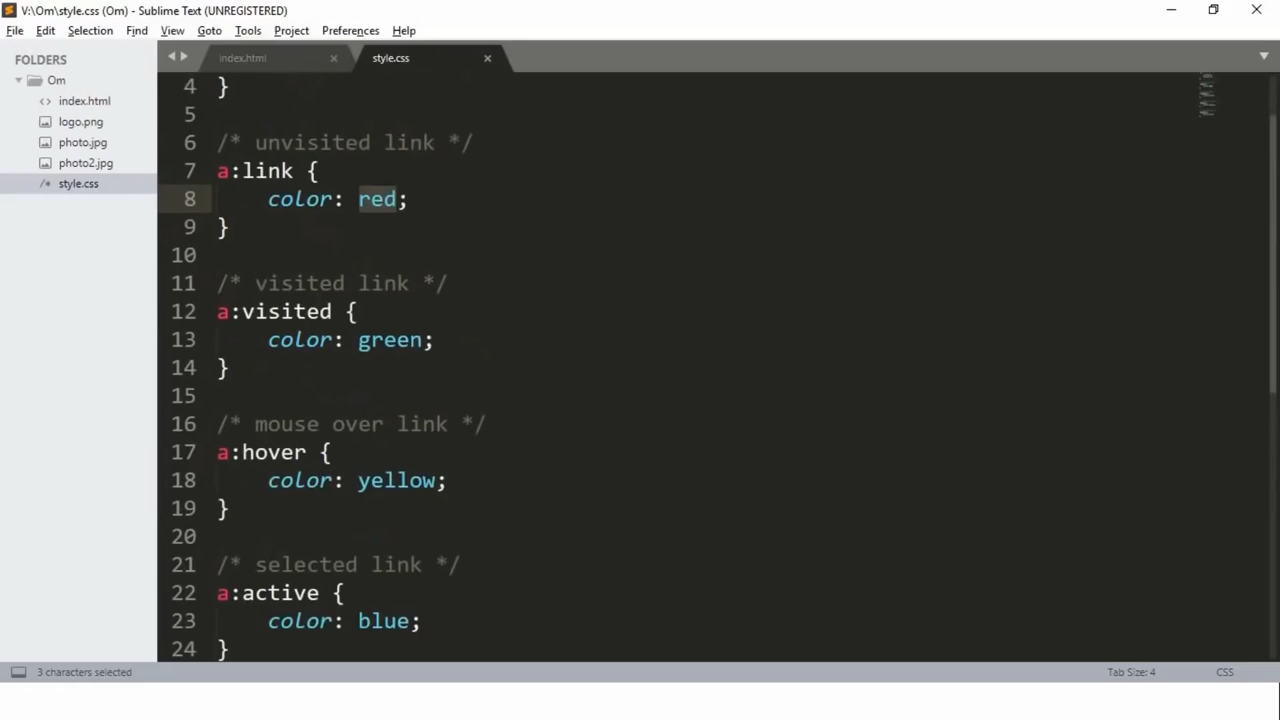 V:\Om\style.css (Om) - Sublime Text (UNREGISTERED)
File Edit Selection Find View Goto Tools Project Preferences Help
FOLDERS
Om
index.html
logo.png
photo.jpg
photo2.jpg
style.css
index.html style.css
4 }
5
6 /* unvisited link */
7 a:link {
8     color: red;
9 }
10
11 /* visited link */
12 a:visited {
13     color: green;
14 }
15
16 /* mouse over link */
17 a:hover {
18     color: yellow;
19 }
20
21 /* selected link */
22 a:active {
23     color: blue;
24 }
3 characters selected
Tab Size: 4
CSS